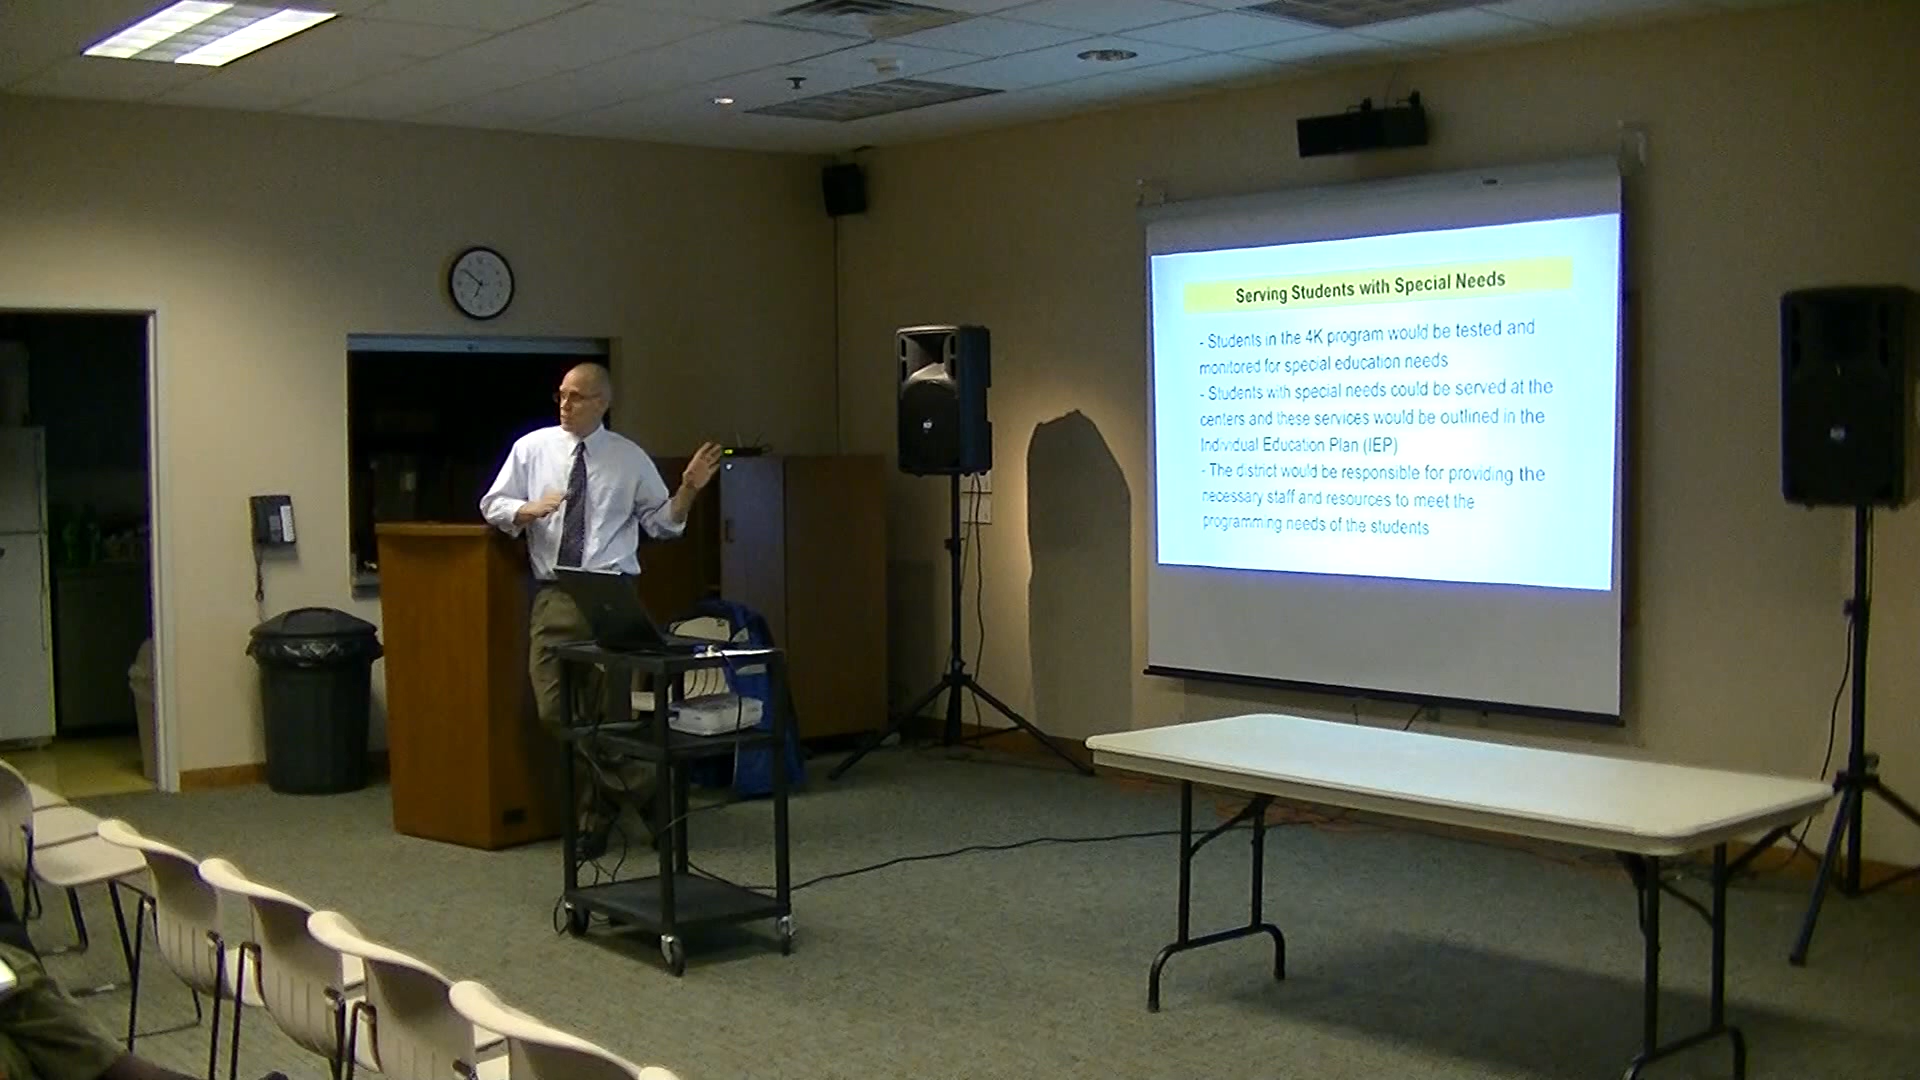 Serving Students with Special Needs
- Students in the 4K program would be tested and
monitored for special education needs
- Students with special needs could be served at the
centers and these services would be outlined in the
Individual Education Plan (IEP)
- The district would be responsible for providing the
necessary staff and resources to meet the
programming needs of the students